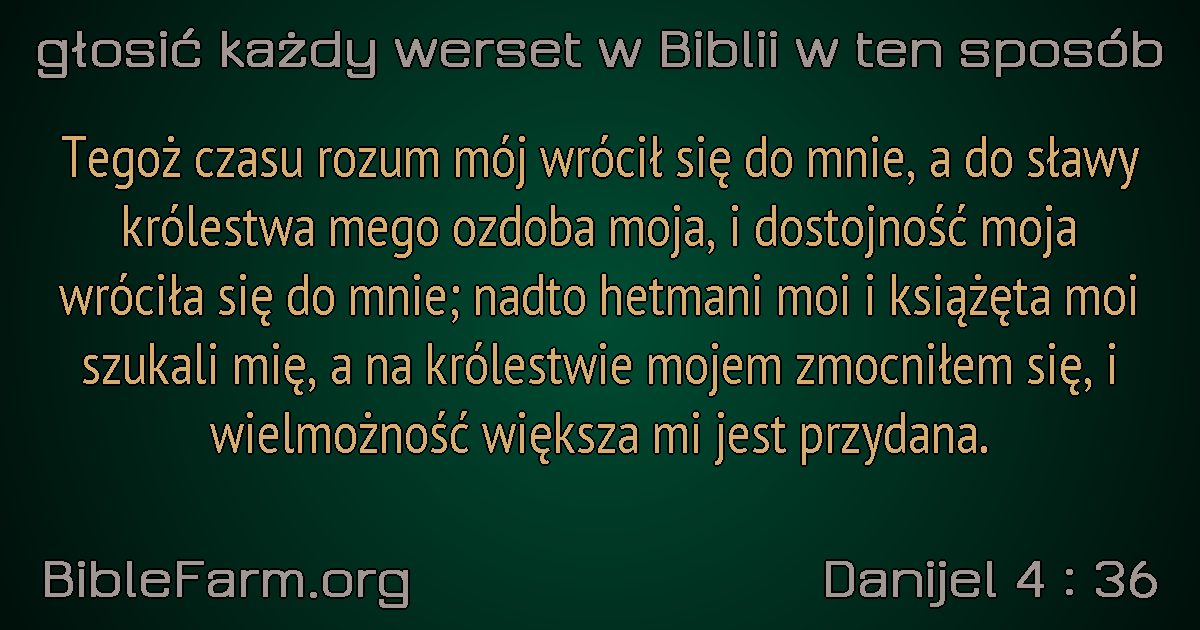 głosić każdy werset w Biblii w ten sposób
Tegoż czasu rozum mój wrócił się do mnie, a do sławy
królestwa mego ozdoba moja, i dostojność moja
wróciła się do mnie; nadto hetmani moi i książęta moi
szukali mię, a na królestwie mojem zmocniłem się, i
wielmożność większa mi jest przydana.
BibleFarm.org
Danijel 4 : 36